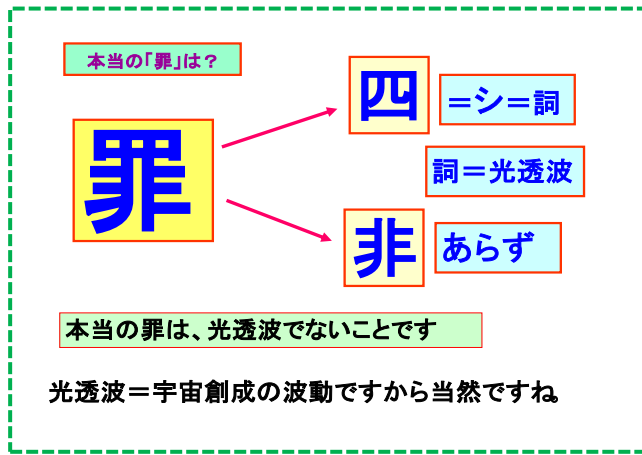 本当の「罪」は？
罪
四
＝シ＝詞
詞＝光透波
非
あらず
本当の罪は、光透波でないことです
光透波＝宇宙創成の波動ですから当然ですね。